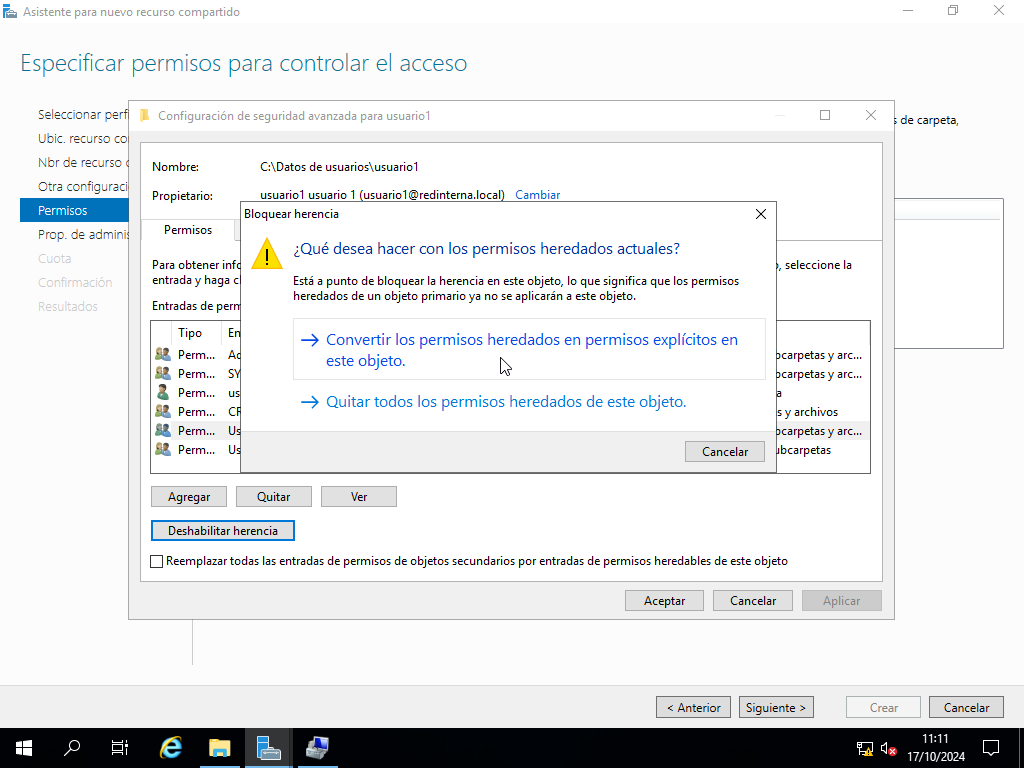 Asistente para nuevo recurso compartido
Especificar permisos para controlar el acceso
Seleccionar perf
Ubic. recurso co
Nbr de recurso
Otra configuraci
Permisos
Prop. de adminis
Cuota
Confirmación
Resultados
s de carpeta,
Configuración de seguridad avanzada para usuario1
Nombre: C:\Datos de usuarios\usuario1
Propietario: usuario1 usuario 1 (usuario1@redinterna.local) Cambiar
Permisos
Para obtener info , seleccione la
entrada y haga cl
Entradas de perm
Tipo En
Perm... Ac bcarpetas y arc...
Perm... SY bcarpetas y arc...
Perm... us a
Perm... CR s y archivos
Perm... Us bcarpetas y arc...
Perm... Us ubcarpetas
Bloquear herencia
¿Qué desea hacer con los permisos heredados actuales?
Está a punto de bloquear la herencia en este objeto, lo que significa que los permisos
heredados de un objeto primario ya no se aplicarán a este objeto.
Convertir los permisos heredados en permisos explícitos en
este objeto.
Quitar todos los permisos heredados de este objeto.
Cancelar
Agregar Quitar Ver
Deshabilitar herencia
Reemplazar todas las entradas de permisos de objetos secundarios por entradas de permisos heredables de este objeto
Aceptar Cancelar Aplicar
< Anterior Siguiente > Crear Cancelar
11:11
17/10/2024